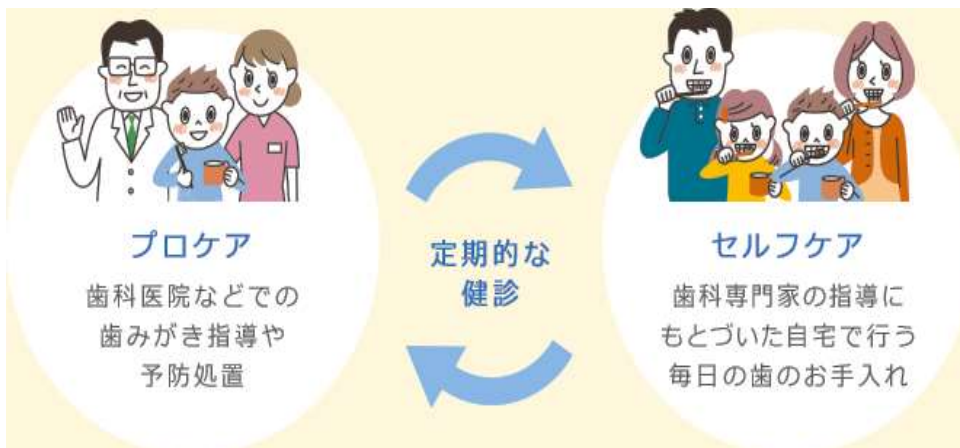 プロケア
歯科医院などでの
歯みがき指導や
予防処置
定期的な
健診
セルフケア
歯科専門家の指導に
もとづいた自宅で行う
毎日の歯のお手入れ